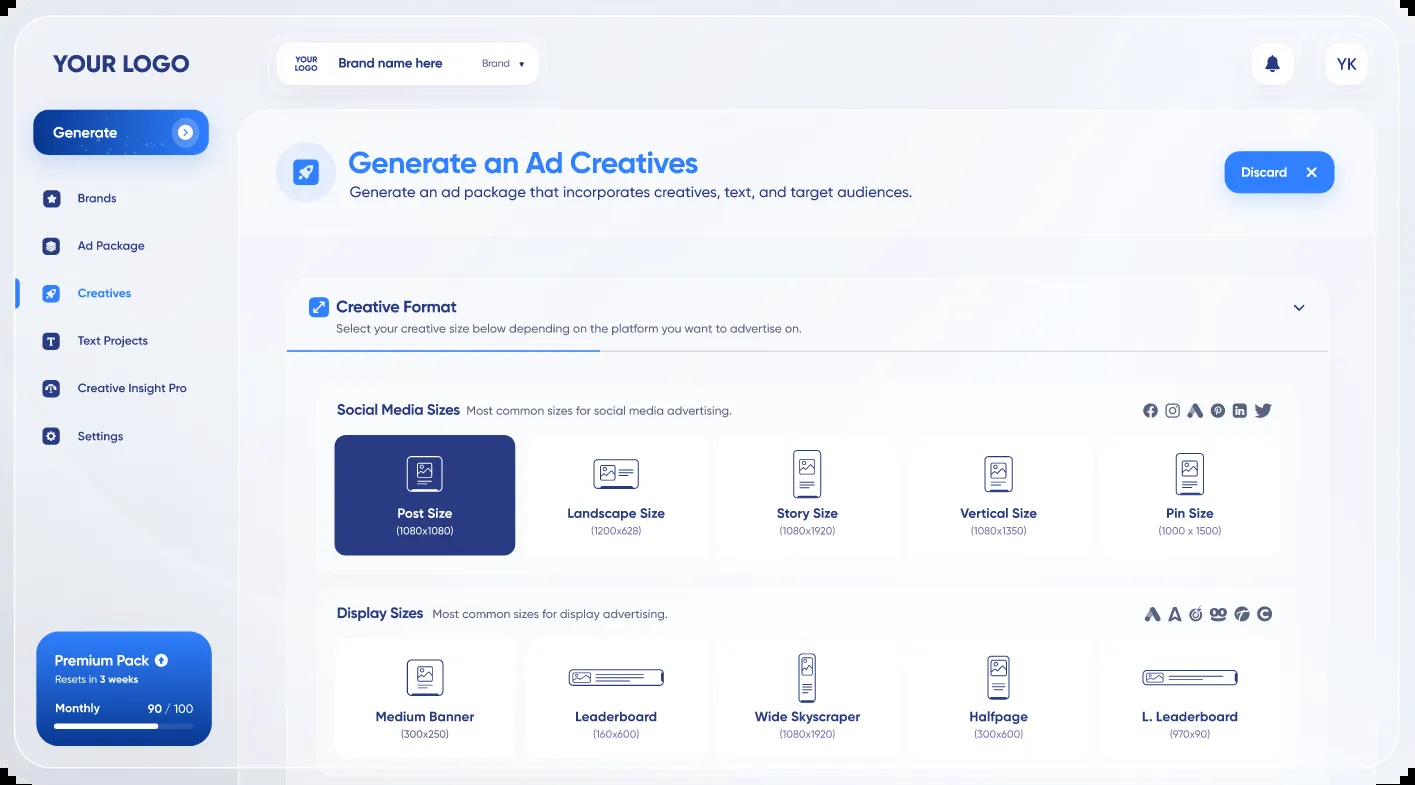 YOUR LOGO
YOUR LOGO
Brand name here
Brand
YK
Generate
Brands
Ad Package
Creatives
Text Projects
Creative Insight Pro
Settings
Premium Pack
Resets in 3 weeks
Monthly 90 / 100
Generate an Ad Creatives
Generate an ad package that incorporates creatives, text, and target audiences.
Discard
Creative Format
Select your creative size below depending on the platform you want to advertise on.
Social Media Sizes Most common sizes for social media advertising.
Post Size
(1080x1080)
Landscape Size
(1200x628)
Story Size
(1080x1920)
Vertical Size
(1080x1350)
Pin Size
(1000 x 1500)
Display Sizes Most common sizes for display advertising.
Medium Banner
(300x250)
Leaderboard
(160x600)
Wide Skyscraper
(1080x1920)
Halfpage
(300x600)
L. Leaderboard
(970x90)